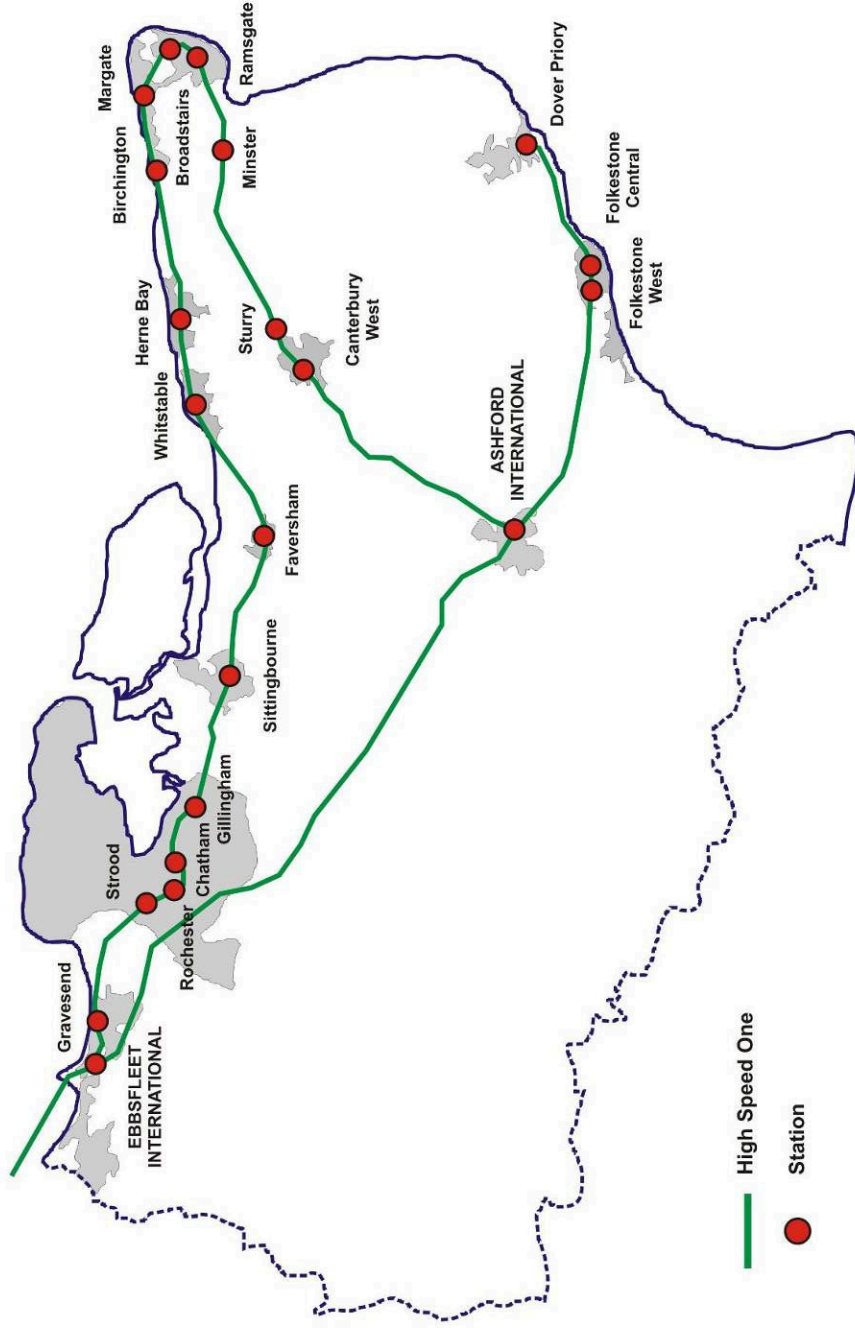 Gravesend
EBBSFLEET
INTERNATIONAL
Strood
Rochester
Chatham
Gillingham
Sittingbourne
Faversham
Whitstable
Herne Bay
Birchington
Margate
Broadstairs
Ramsgate
Minster
Sturry
Canterbury
West
ASHFORD
INTERNATIONAL
Folkestone
West
Folkestone
Central
Dover Priory
High Speed One
Station